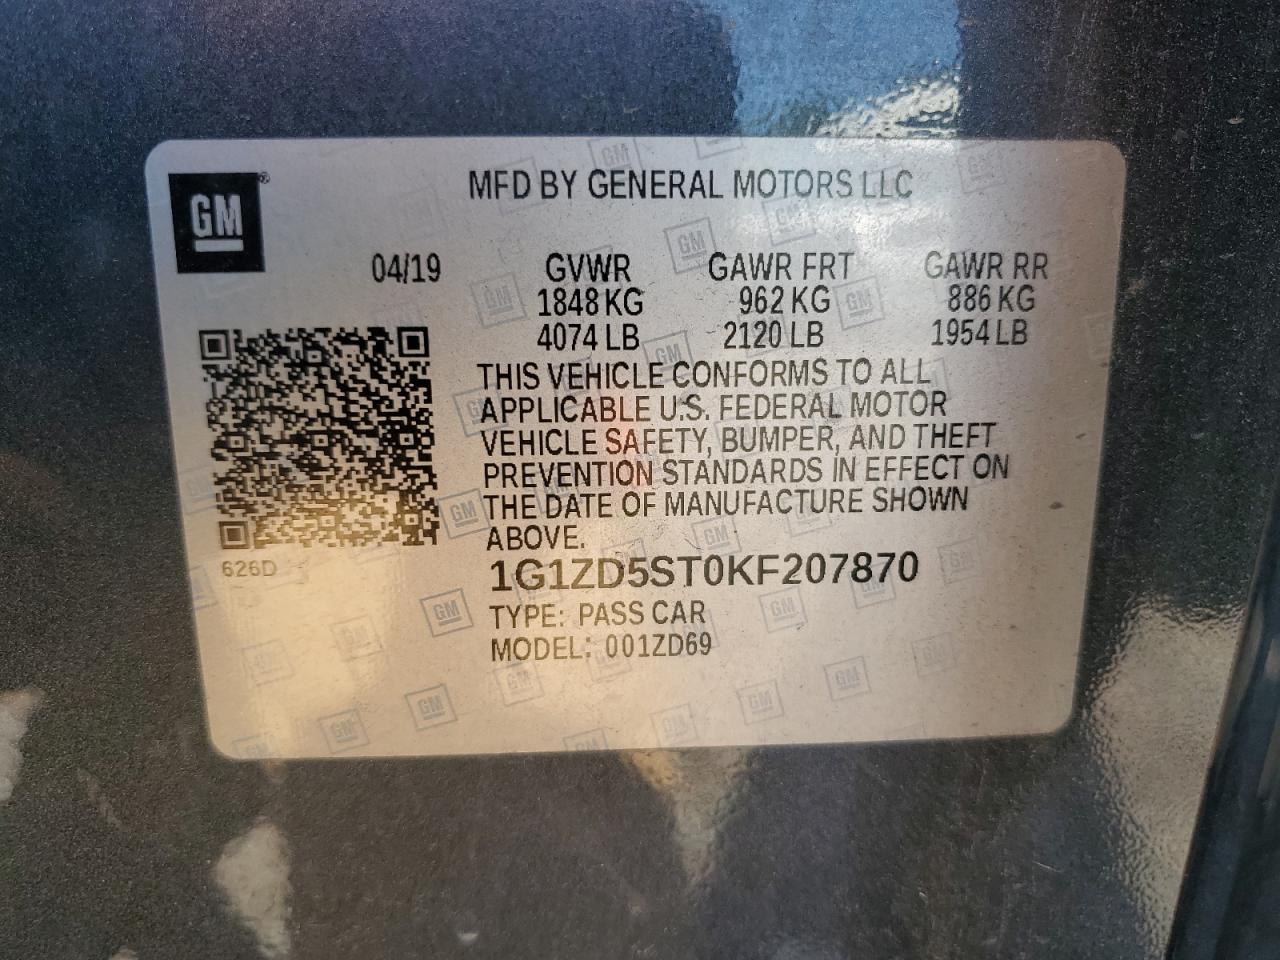 GM®
MFD BY GENERAL MOTORS LLC
04/19 GVWR GAWR FRT GAWR RR
1848 KG 962 KG 886 KG
4074 LB 2120 LB 1954 LB
THIS VEHICLE CONFORMS TO ALL
APPLICABLE U.S. FEDERAL MOTOR
VEHICLE SAFETY, BUMPER, AND THEFT
PREVENTION STANDARDS IN EFFECT ON
THE DATE OF MANUFACTURE SHOWN
ABOVE.
626D
1G1ZD5ST0KF207870
TYPE: PASS CAR
MODEL: 001ZD69